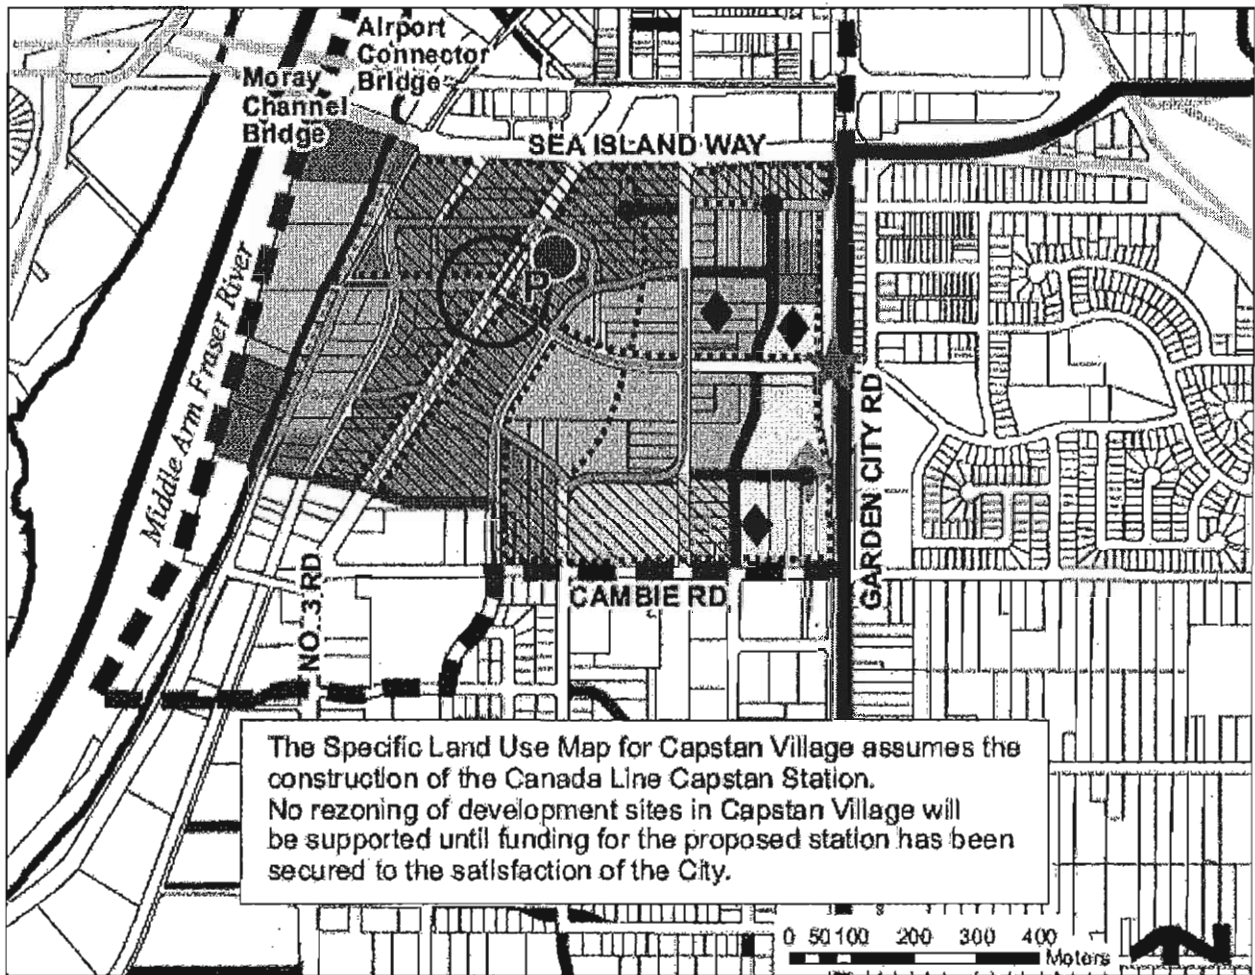 Airport
Connector
Bridge
Moray
Channel
Bridge
SEA ISLAND WAY
P
Middle Arm Fraser River
GARDEN CITY RD
NO. 3 RD
CAMBIE RD
The Specific Land Use Map for Capstan Village assumes the
construction of the Canada Line Capstan Station.
No rezoning of development sites in Capstan Village will
be supported until funding for the proposed station has been
secured to the satisfaction of the City.
0 50 100 200 300 400
Meters